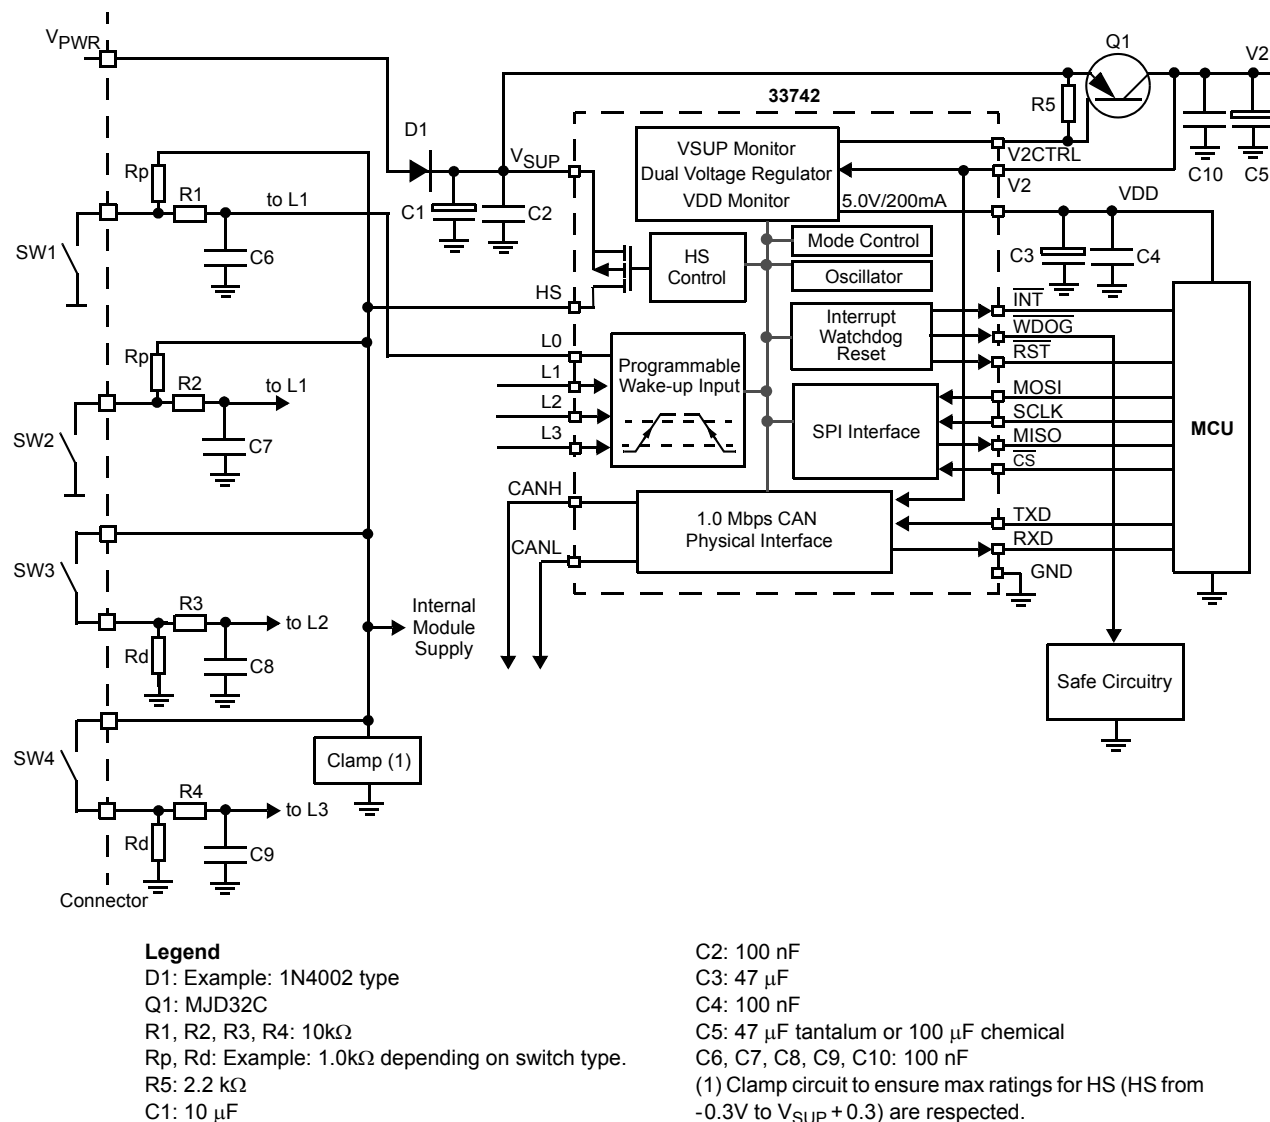 VPWR
Q1
V2
33742
R5
D1
VSUP
VSUP Monitor
Dual Voltage Regulator
VDD Monitor
V2CTRL
V2
C10
C5
Rp
R1
to L1
C1
C2
5.0V/200mA
VDD
SW1
C6
HS
Control
Mode Control
Oscillator
C3
C4
HS
INT
Interrupt
Watchdog
Reset
WDOG
RST
L0
Rp
R2
to L1
L1
L2
L3
Programmable
Wake-up Input
MOSI
SCLK
MISO
CS
SPI Interface
MCU
SW2
C7
CANH
CANL
1.0 Mbps CAN
Physical Interface
TXD
RXD
GND
SW3
R3
to L2
Rd
C8
Internal
Module
Supply
Safe Circuitry
SW4
Clamp (1)
R4
to L3
Rd
C9
Connector
Legend
D1: Example: 1N4002 type
Q1: MJD32C
R1, R2, R3, R4: 10kΩ
Rp, Rd: Example: 1.0kΩ depending on switch type.
R5: 2.2 kΩ
C1: 10 μF
C2: 100 nF
C3: 47 μF
C4: 100 nF
C5: 47 μF tantalum or 100 μF chemical
C6, C7, C8, C9, C10: 100 nF
(1) Clamp circuit to ensure max ratings for HS (HS from
-0.3V to VSUP + 0.3) are respected.